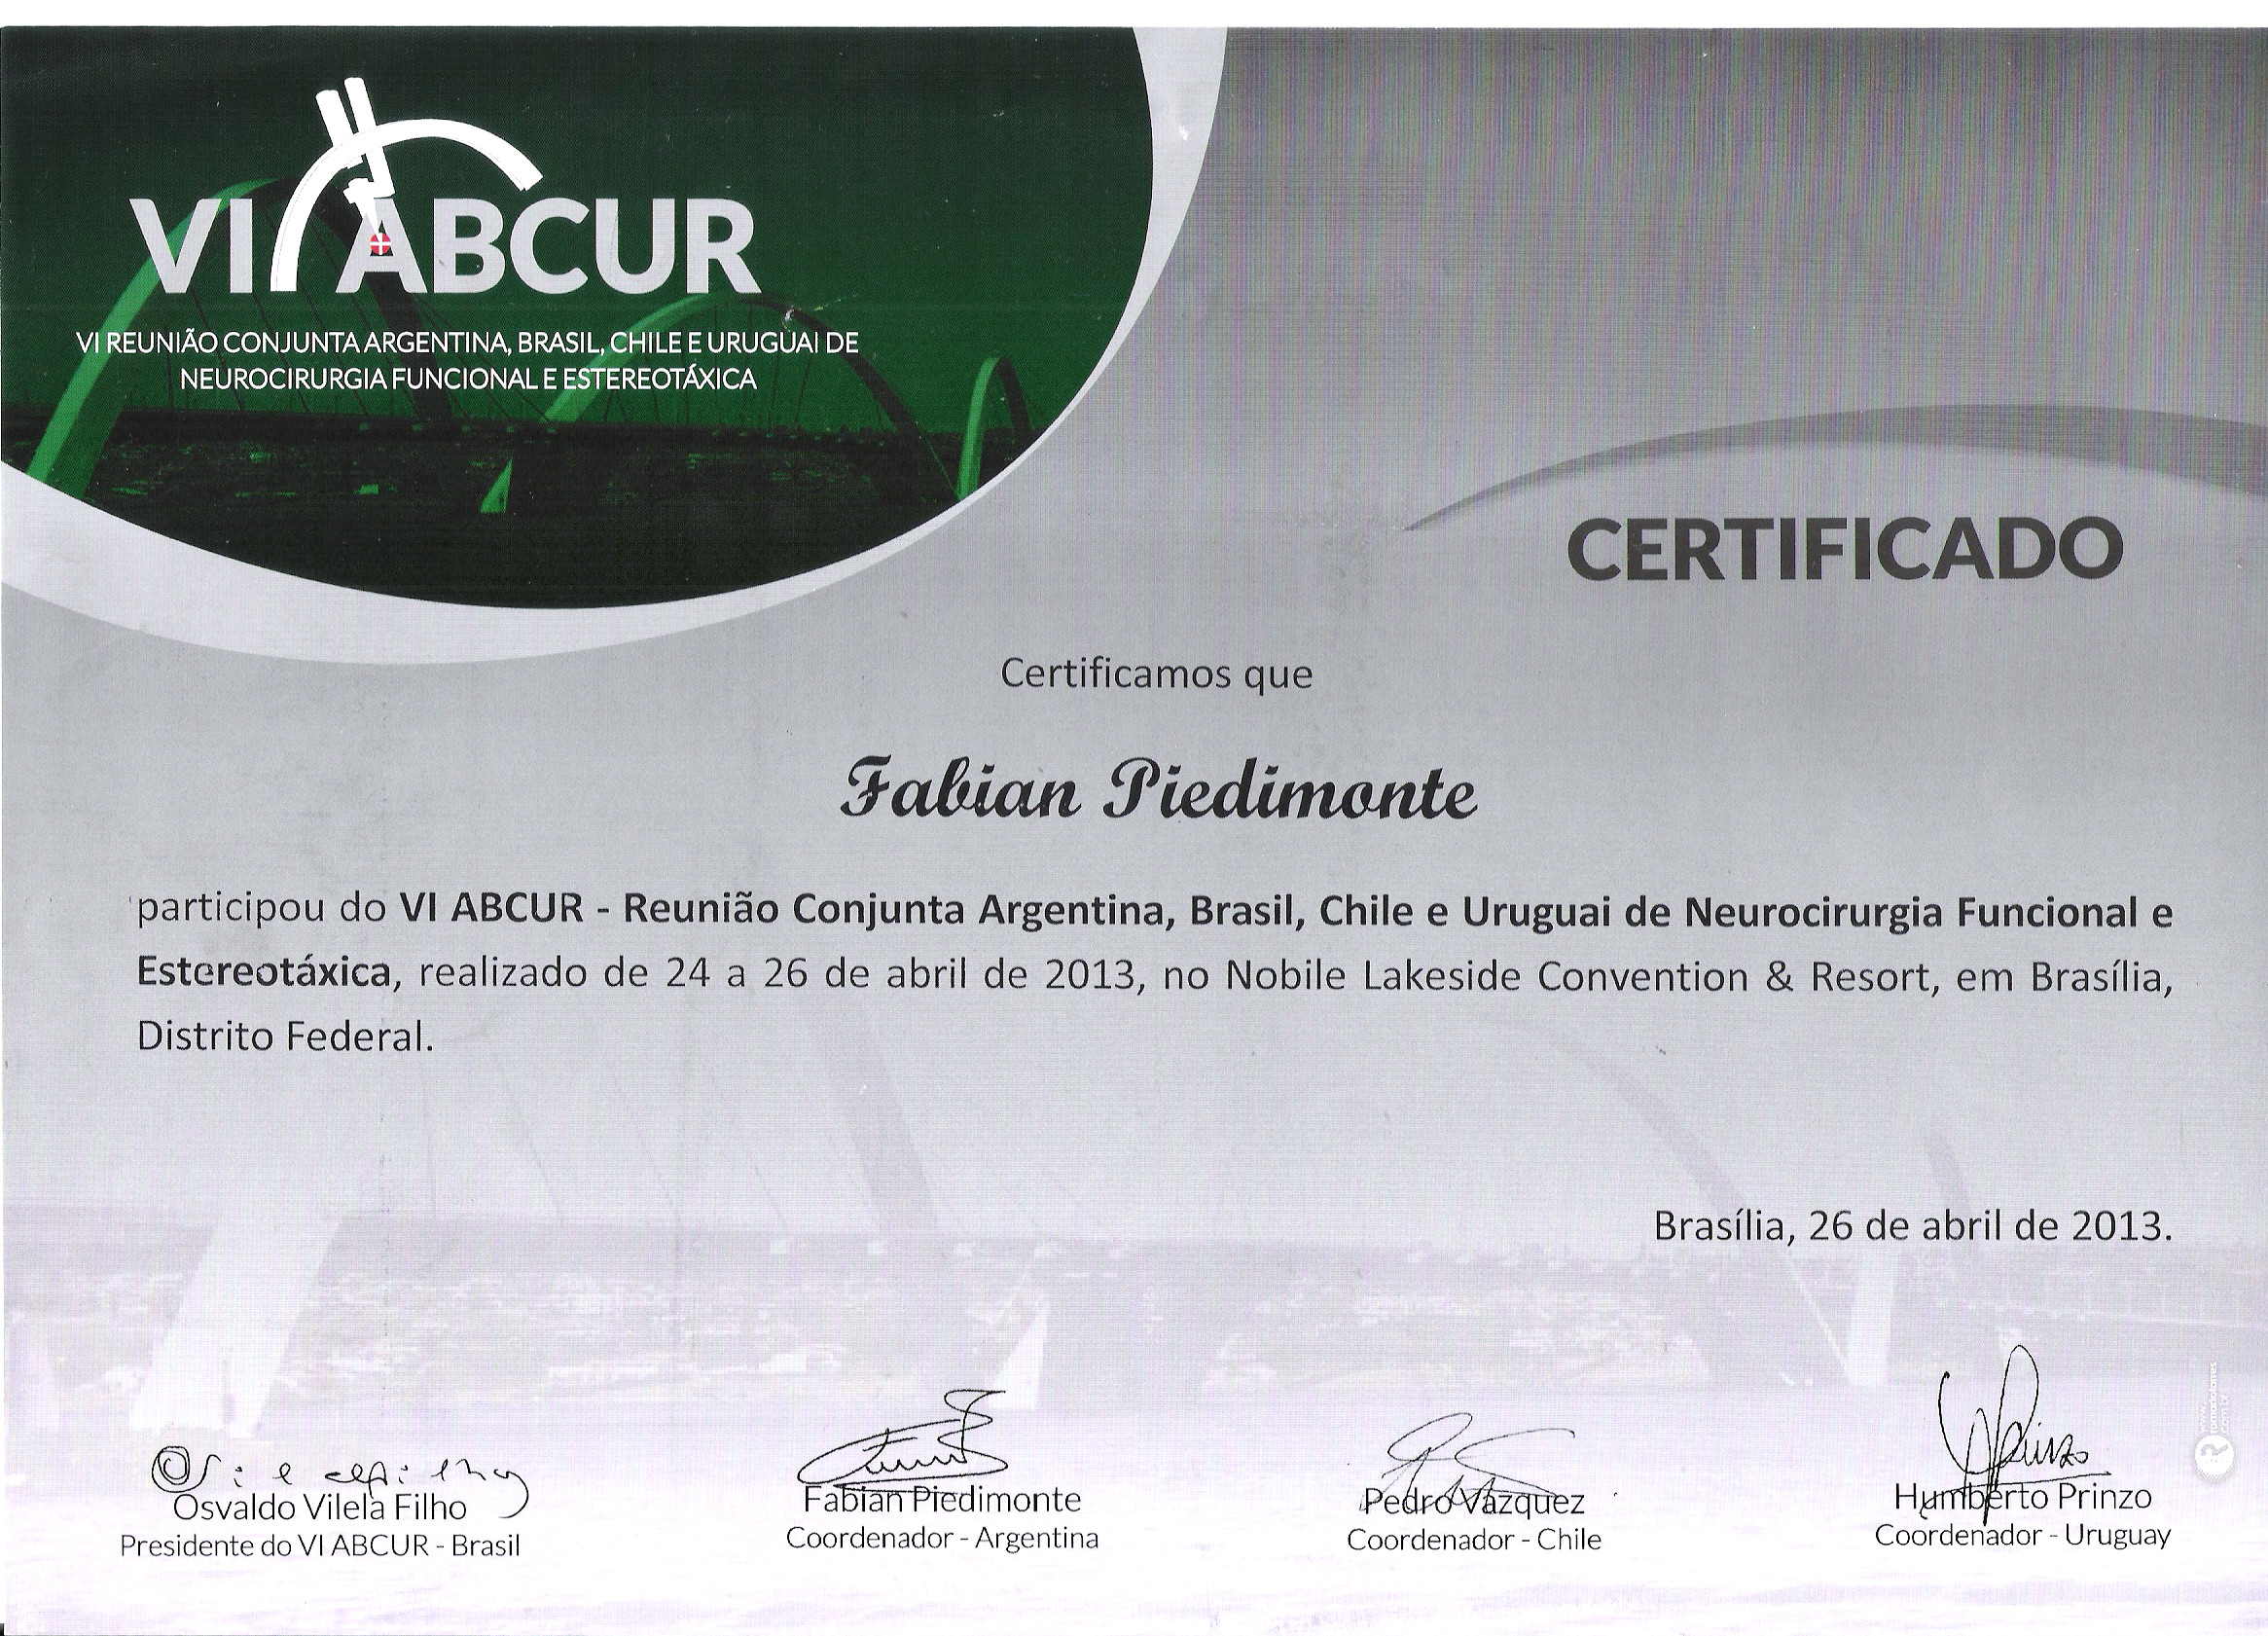 VI ABCUR
VI REUNIÃO CONJUNTA ARGENTINA, BRASIL, CHILE E URUGUAI DE
NEUROCIRURGIA FUNCIONAL E ESTEREOTÁXICA
CERTIFICADO
Certificamos que
Fabian Piedimonte
participou do VI ABCUR - Reunião Conjunta Argentina, Brasil, Chile e Uruguai de Neurocirurgia Funcional e
Estereotáxica, realizado de 24 a 26 de abril de 2013, no Nobile Lakeside Convention & Resort, em Brasília,
Distrito Federal.
Brasília, 26 de abril de 2013.
Osvaldo Vilela Filho
Presidente do VI ABCUR - Brasil
Fabian Piedimonte
Coordenador - Argentina
Pedro Vázquez
Coordenador - Chile
Humberto Prinzo
Coordenador - Uruguay